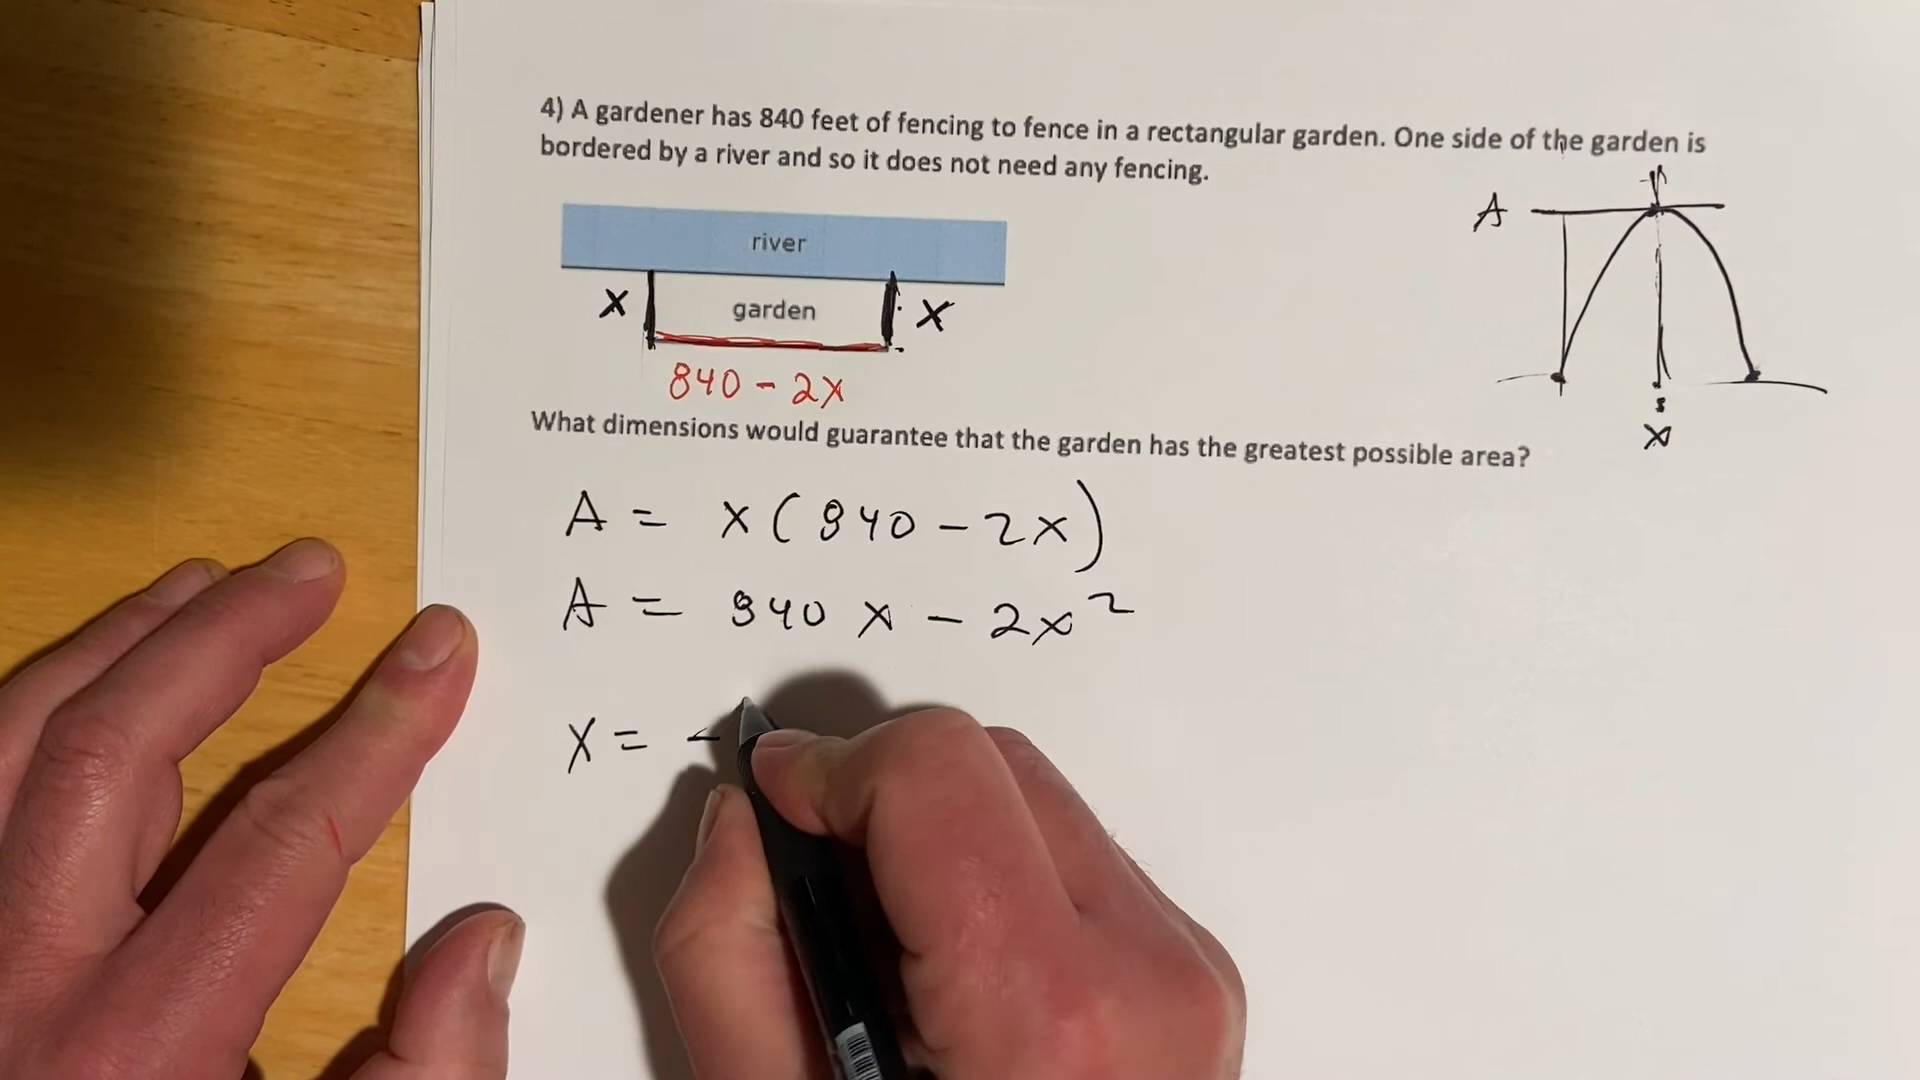 4) A gardener has 840 feet of fencing to fence in a rectangular garden. One side of the garden is
bordered by a river and so it does not need any fencing.
river
A
X garden X
840 - 2X
X
What dimensions would guarantee that the garden has the greatest possible area?
A = x(840 - 2x)
A = 840 x - 2x²
X = -